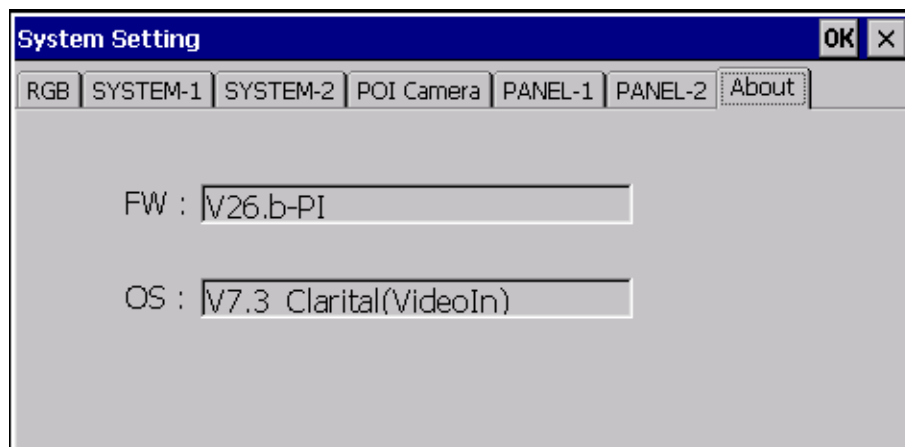 System Setting OK ×
RGB SYSTEM-1 SYSTEM-2 POI Camera PANEL-1 PANEL-2 About
FW : V26.b-PI
OS : V7.3 Clarital(VideoIn)